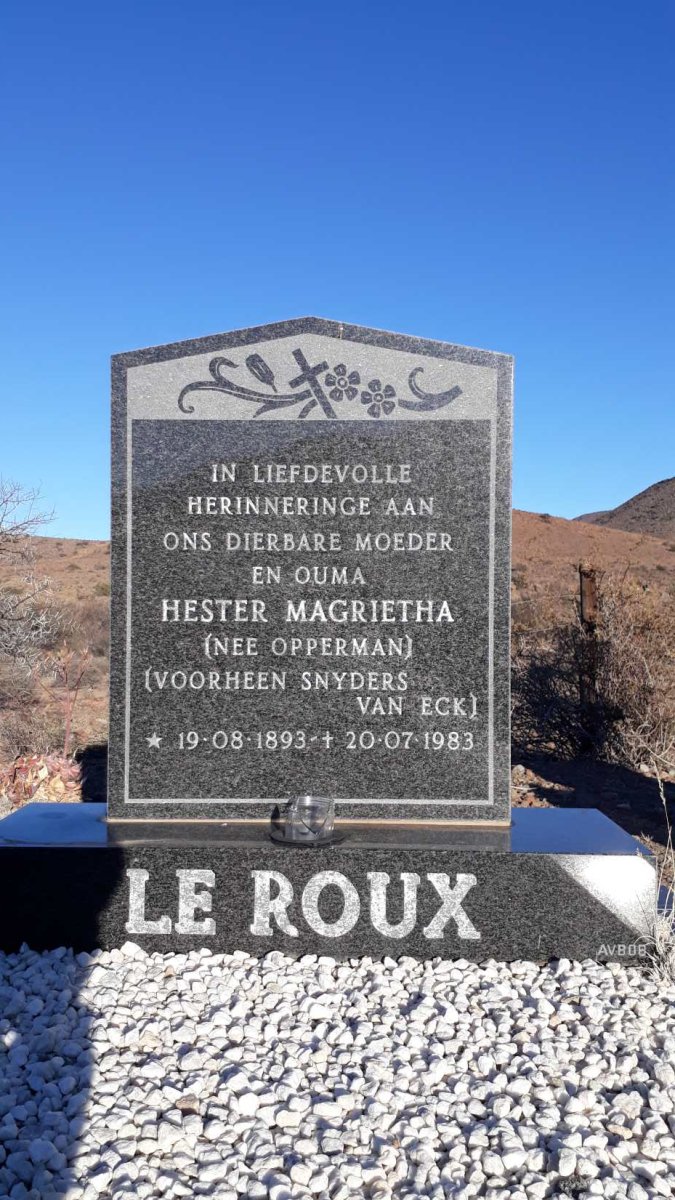 IN LIEFDEVOLLE
HERINNERINGE AAN
ONS DIERBARE MOEDER
EN OUMA
HESTER MAGRIETHA
(NEE OPPERMAN)
(VOORHEEN SNYDERS
VAN ECK)
★ 19·08·1893-✝ 20·07·1983
LE ROUX
AVBOB